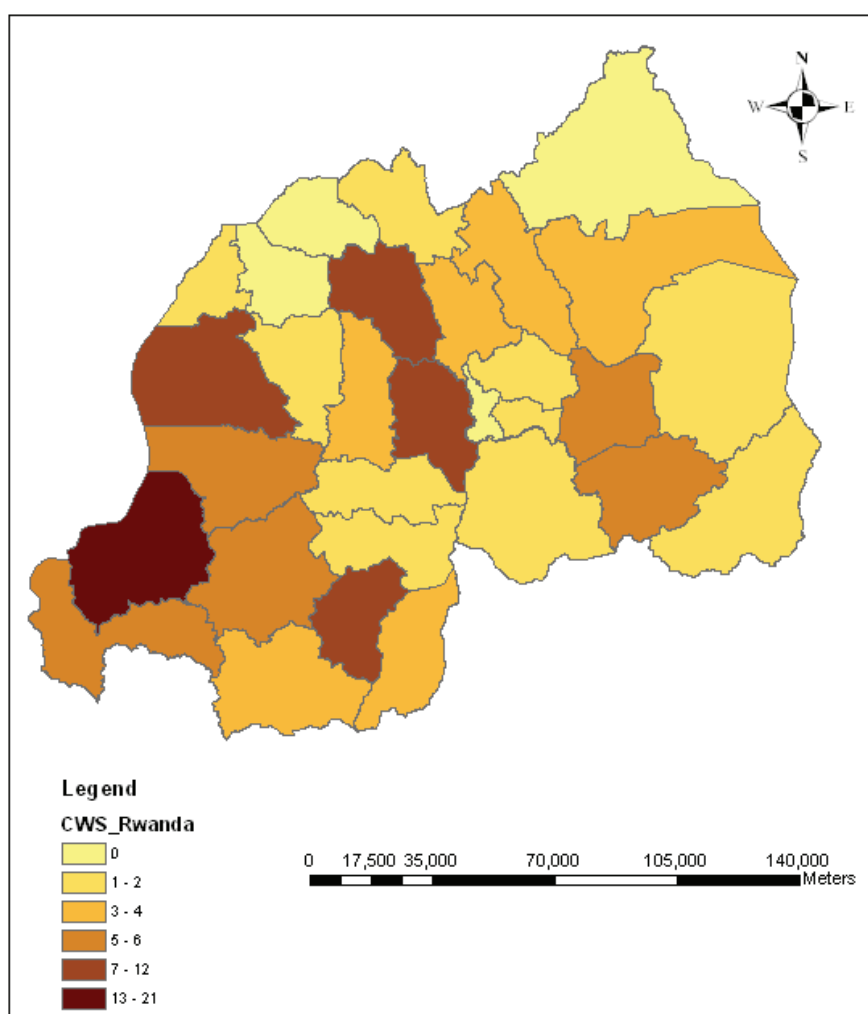 N
W E
S
Legend
CWS_Rwanda
0
1 - 2
3 - 4
5 - 6
7 - 12
13 - 21
0 17,500 35,000 70,000 105,000 140,000
Meters